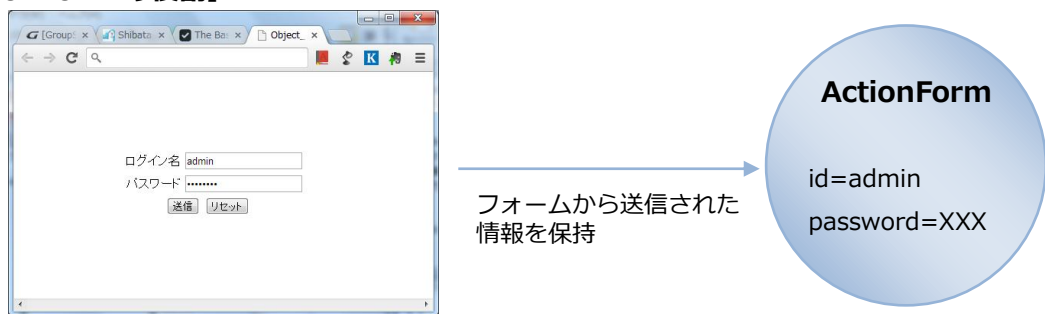 [Group
Shibata
The Ba
Object_
ログイン名 admin
パスワード ••••••••
送信 リセット
フォームから送信された
情報を保持
ActionForm
id=admin
password=XXX